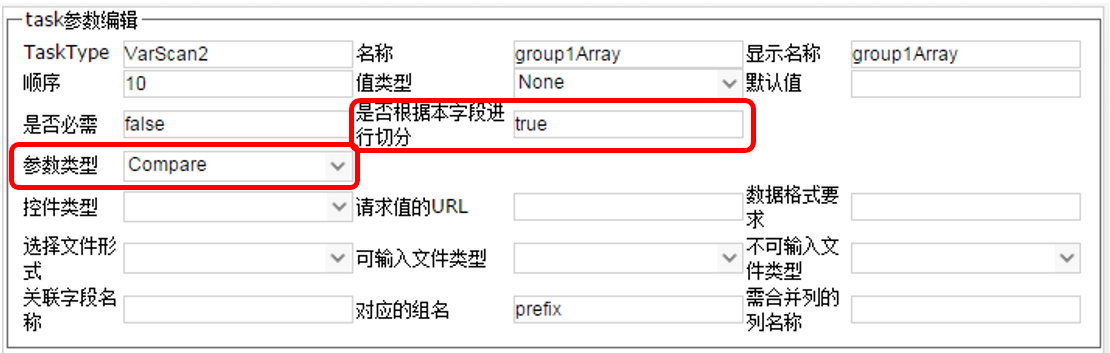 task参数编辑
TaskType VarScan2 名称 group1Array 显示名称 group1Array
顺序 10 值类型 None 默认值
是否必需 false 是否根据本字段进行切分 true
参数类型 Compare
控件类型 请求值的URL 数据格式要求
选择文件形式 可输入文件类型 不可输入文件类型
关联字段名称 对应的组名 prefix 需合并列的列名称